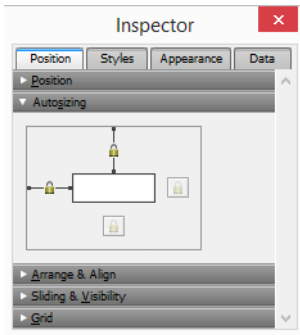 Inspector
Position Styles Appearance Data
Position
Autosizing
Arrange & Align
Sliding & Visibility
Grid